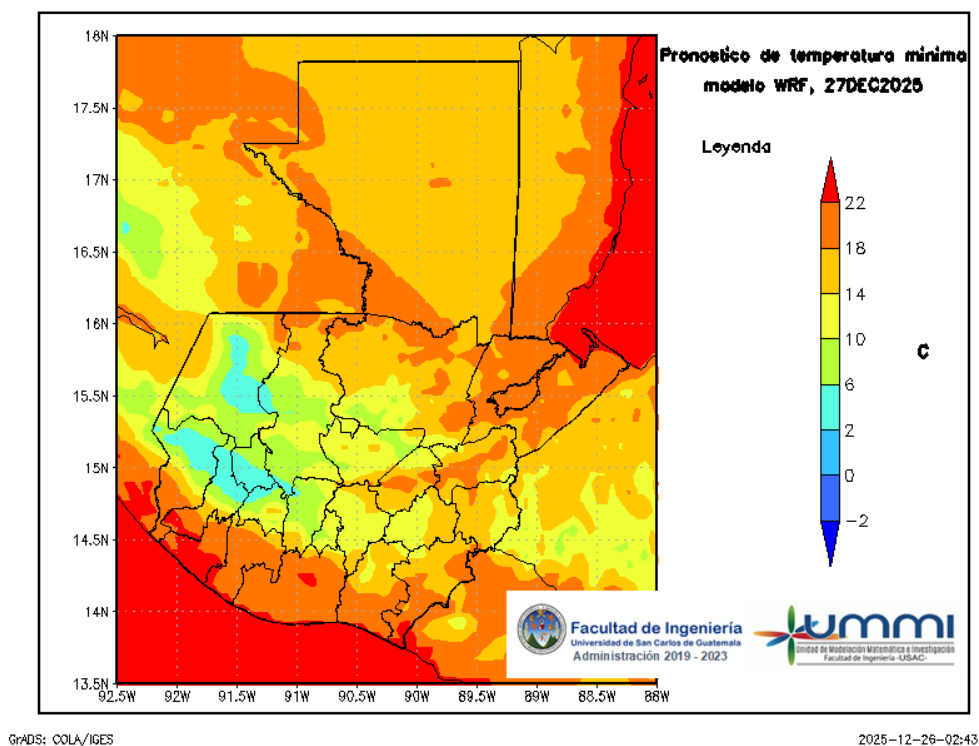 Pronostico de temperatura minima
modelo WRF, 27DEC2025
Leyenda
22
18
14
10
6
2
0
−2
C
18N
17.5N
17N
16.5N
16N
15.5N
15N
14.5N
14N
13.5N
92.5W
92W
91.5W
91W
90.5W
90W
89.5W
89W
88.5W
88W
Facultad de Ingeniería
Universidad de San Carlos de Guatemala
Administración 2019 - 2023
ummi
Unidad de Modelación Matemática e Investigación
Facultad de Ingeniería -USAC-
GrADS: COLA/IGES
2025-12-26-02:43